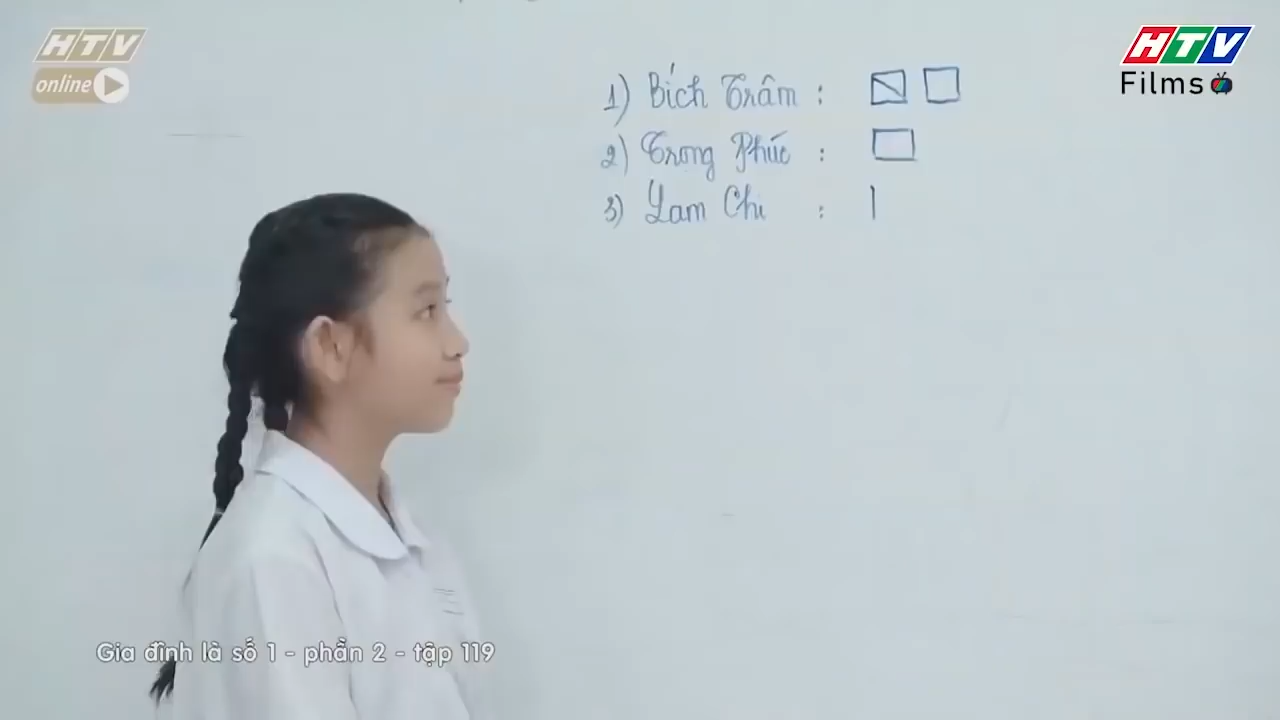 HTV
online
HTV
Films
1) Bích Trâm :
2) Trọng Phúc :
3) Lam Chi :
Gia đình là số 1 - phần 2 - tập 119